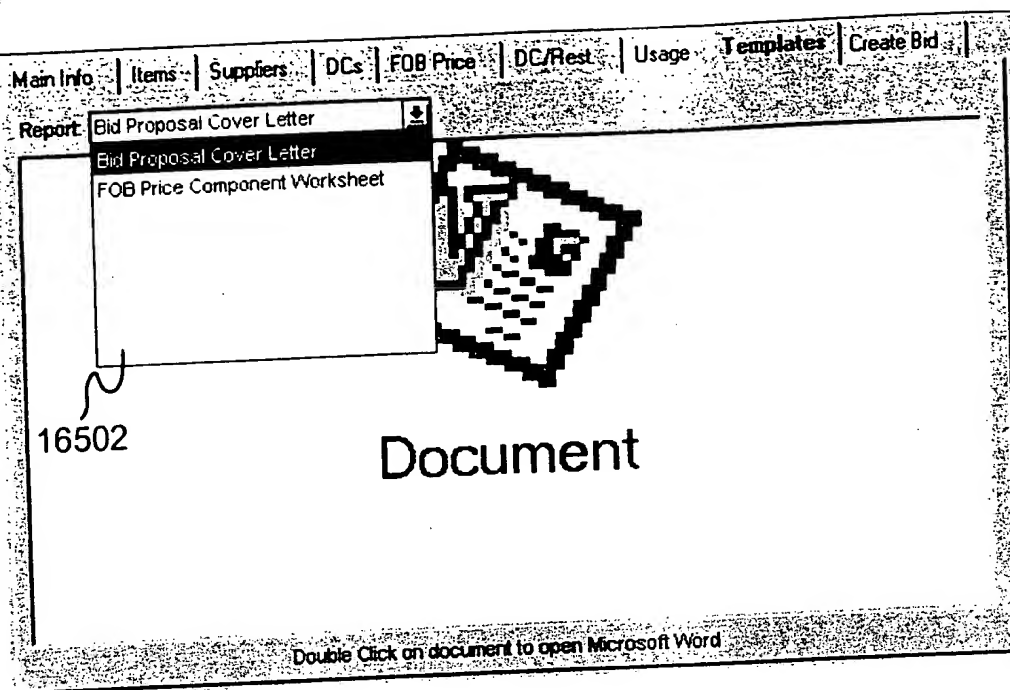 Main Info Items Suppliers DCs FOB Price DC/Rest Usage Templates Create Bid
Report: Bid Proposal Cover Letter
Bid Proposal Cover Letter
FOB Price Component Worksheet
16502
Document
Double Click on document to open Microsoft Word